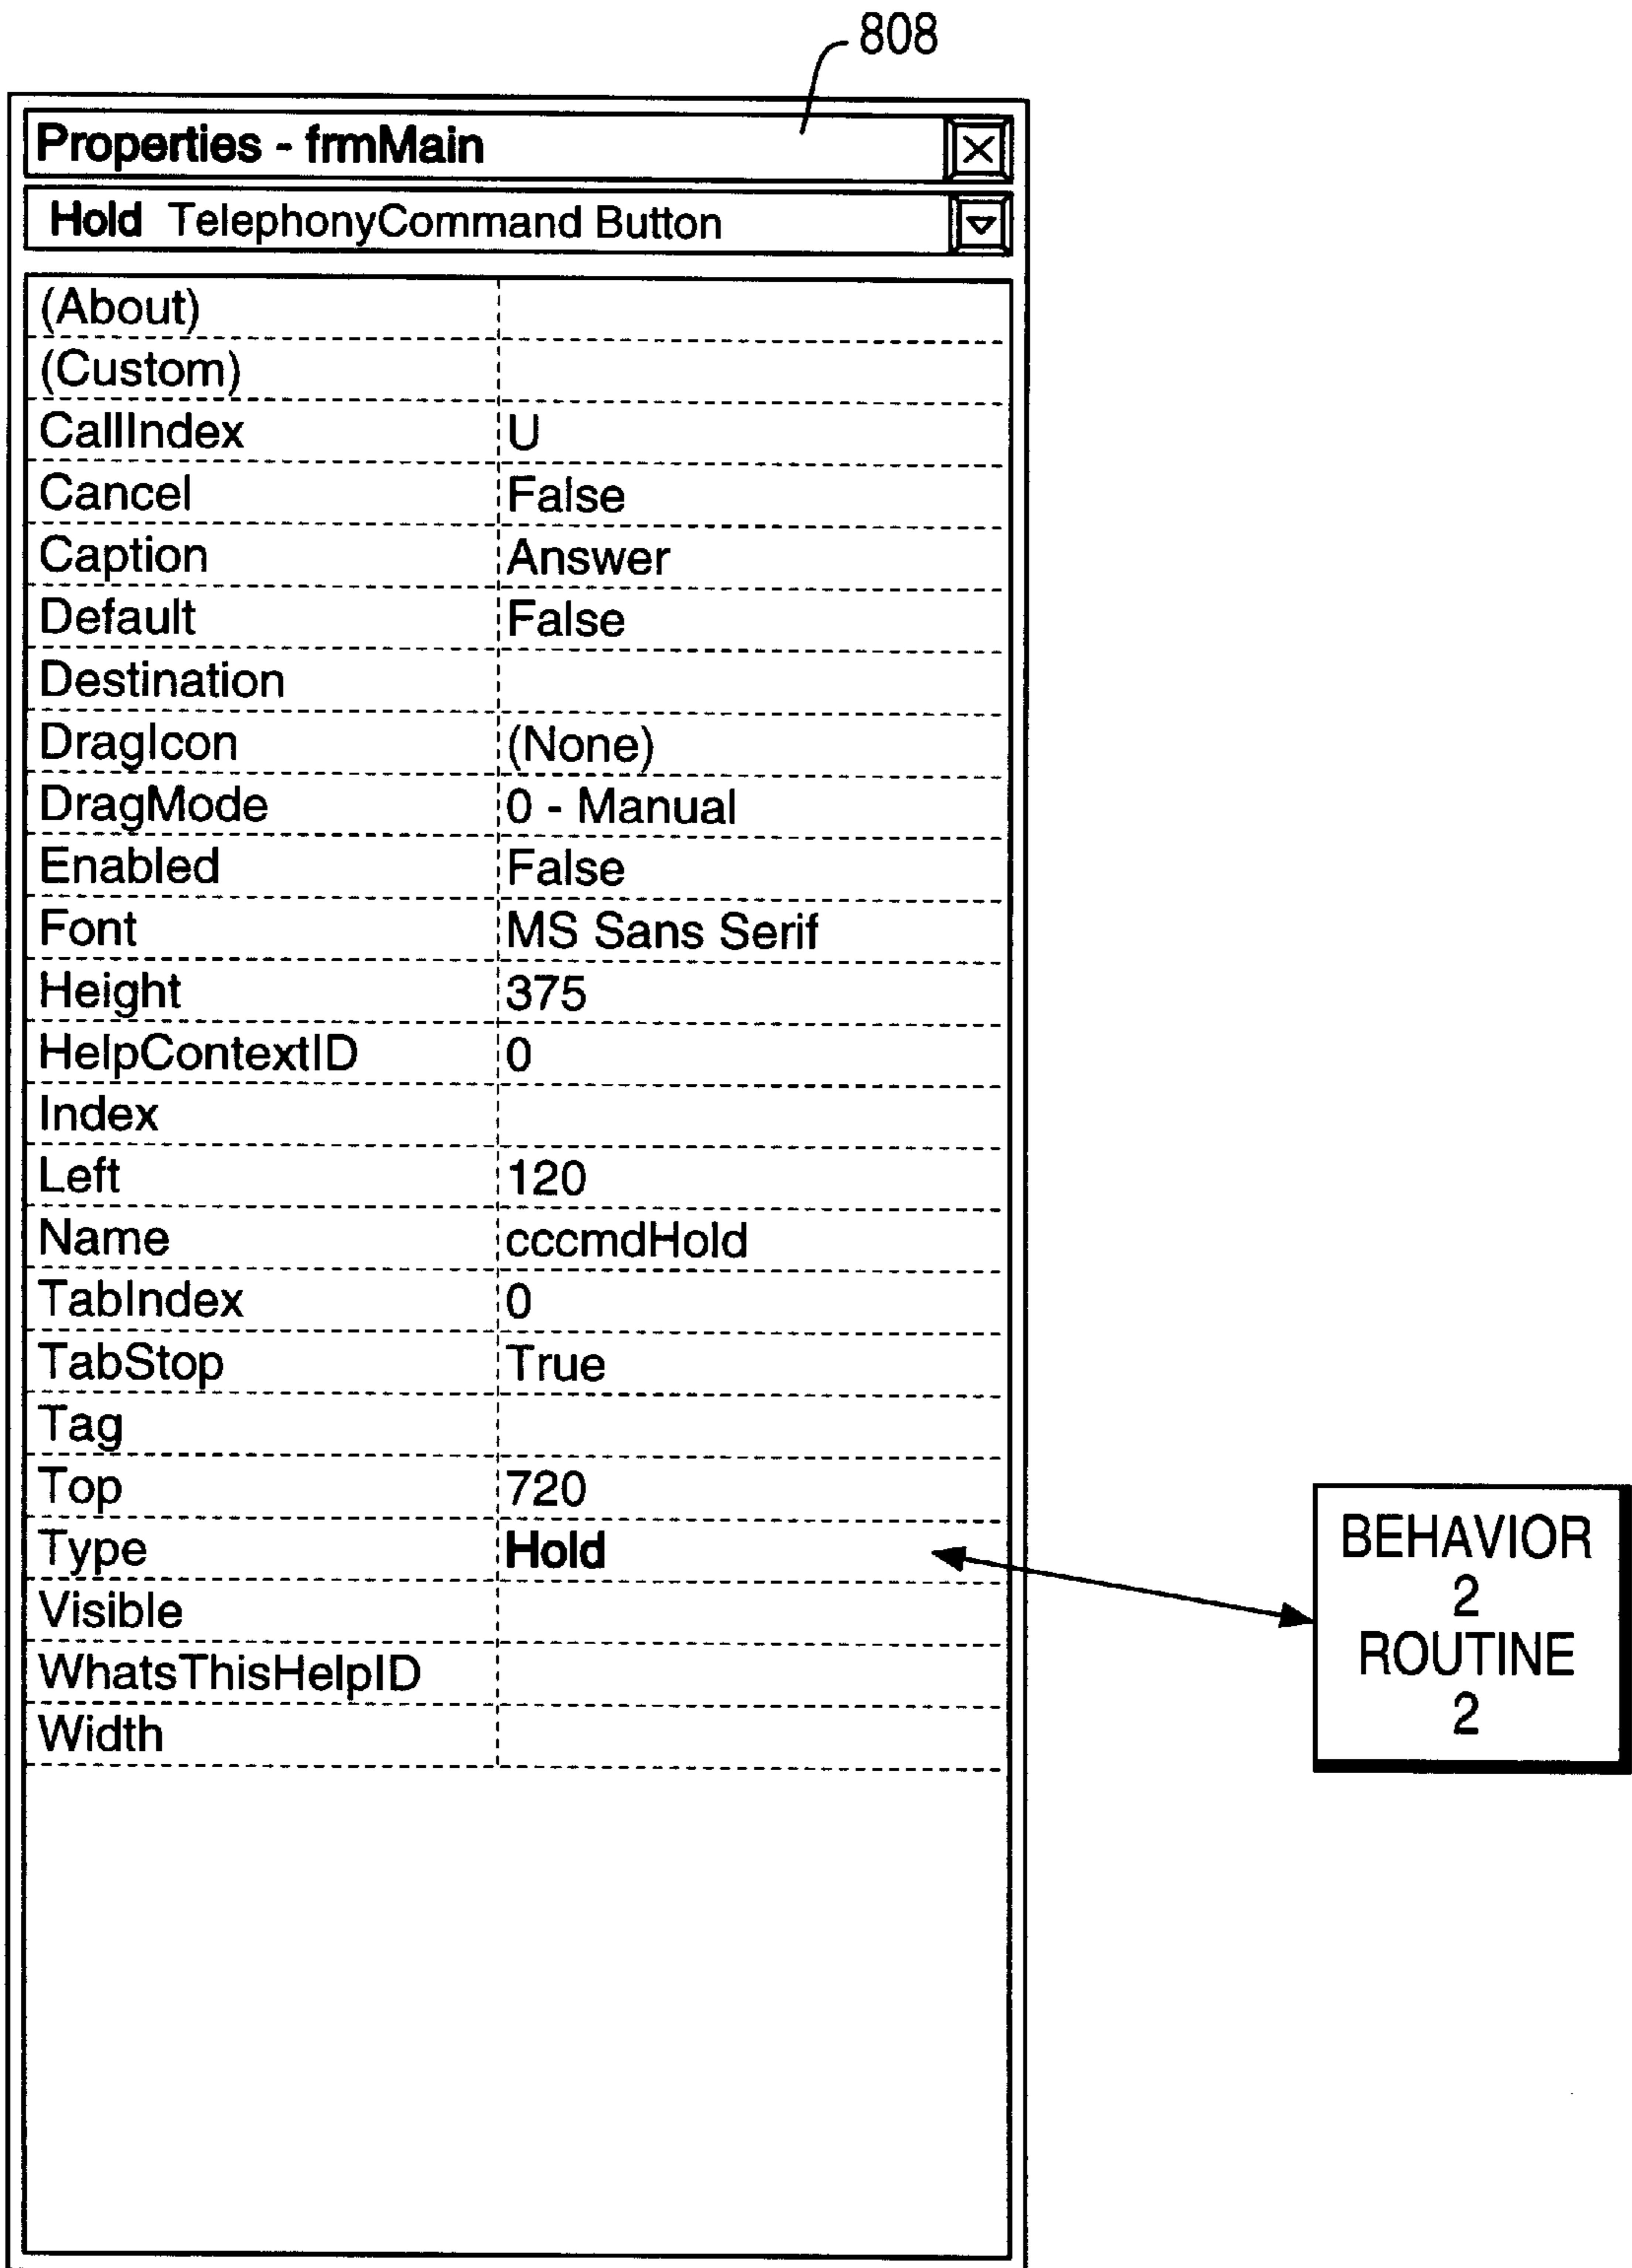 808
Properties - frmMain
Hold TelephonyCommand Button
(About)
(Custom)
CallIndex U
Cancel False
Caption Answer
Default False
Destination
DragIcon (None)
DragMode 0 - Manual
Enabled False
Font MS Sans Serif
Height 375
HelpContextID 0
Index
Left 120
Name cccmdHold
TabIndex 0
TabStop True
Tag
Top 720
Type Hold
Visible
WhatsThisHelpID
Width
BEHAVIOR
2
ROUTINE
2